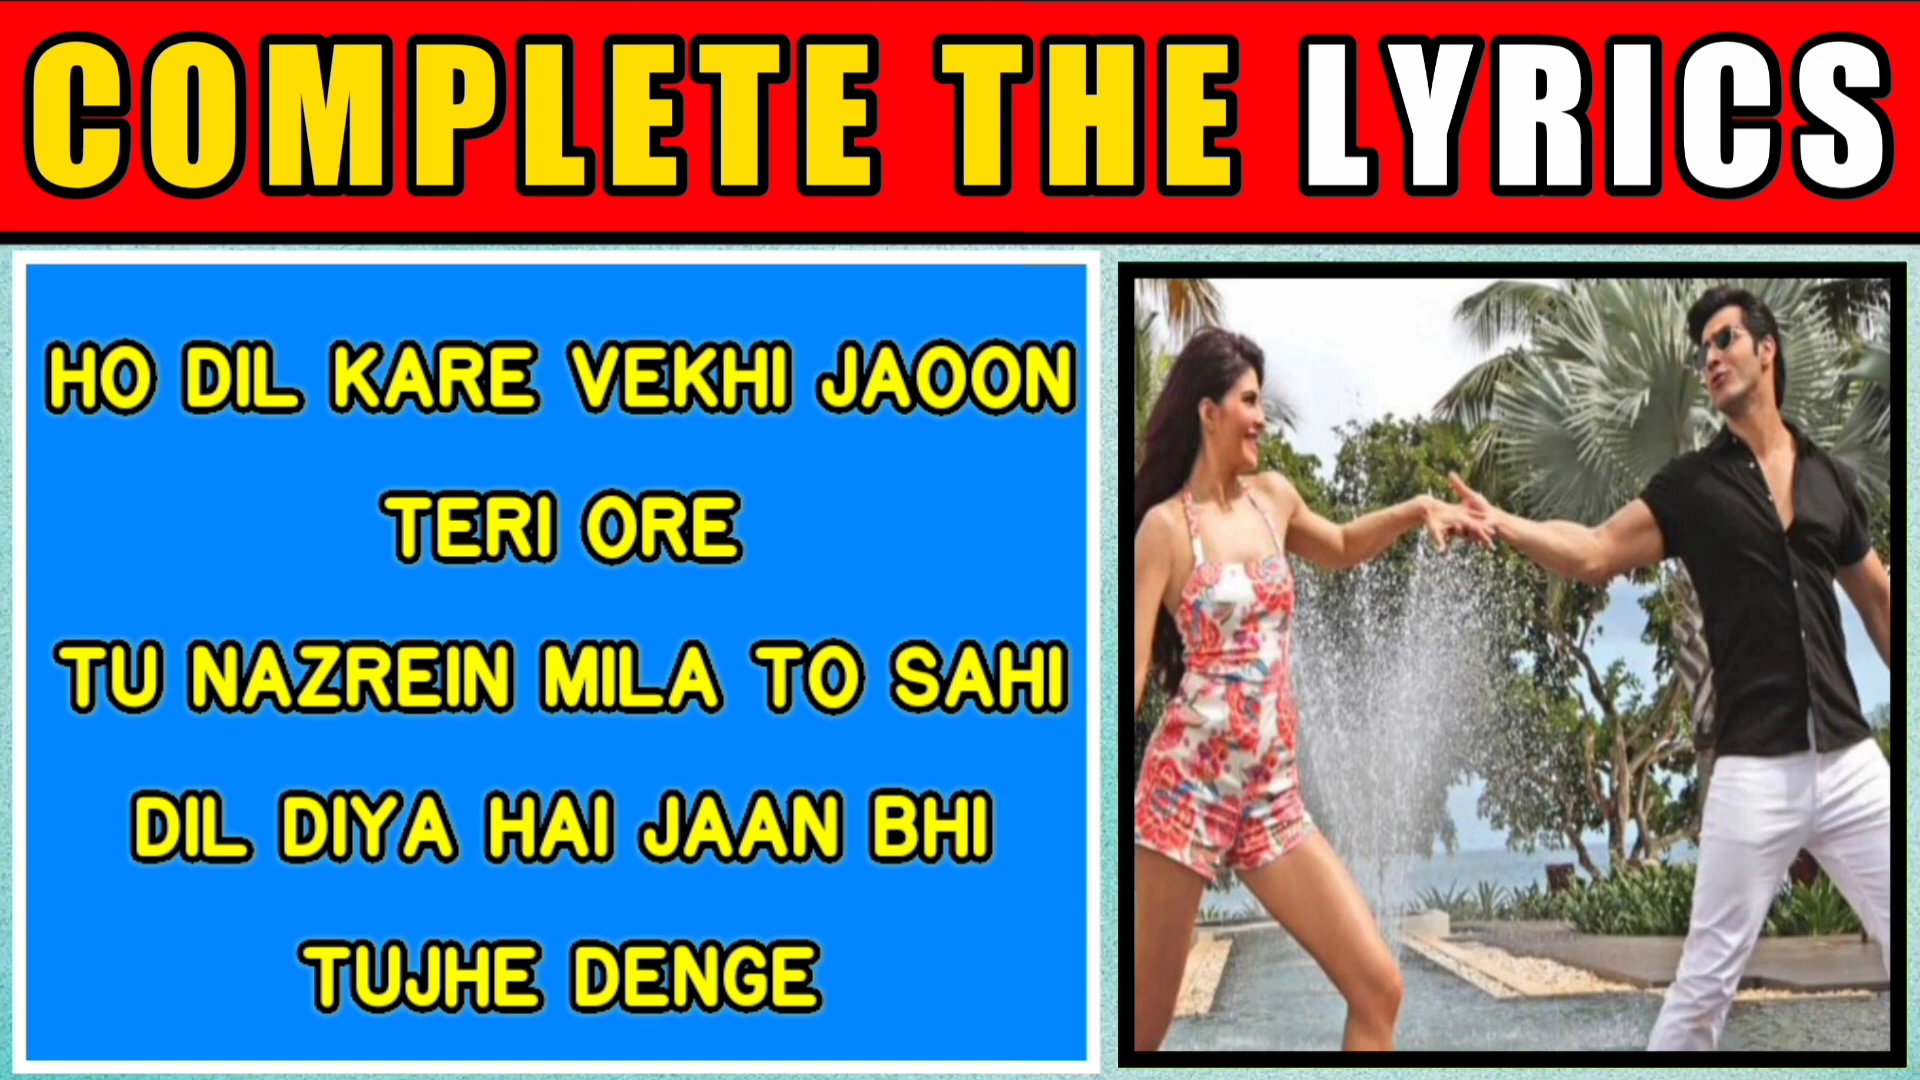 COMPLETE THE LYRICS
HO DIL KARE VEKHI JAOON
TERI ORE
TU NAZREIN MILA TO SAHI
DIL DIYA HAI JAAN BHI
TUJHE DENGE